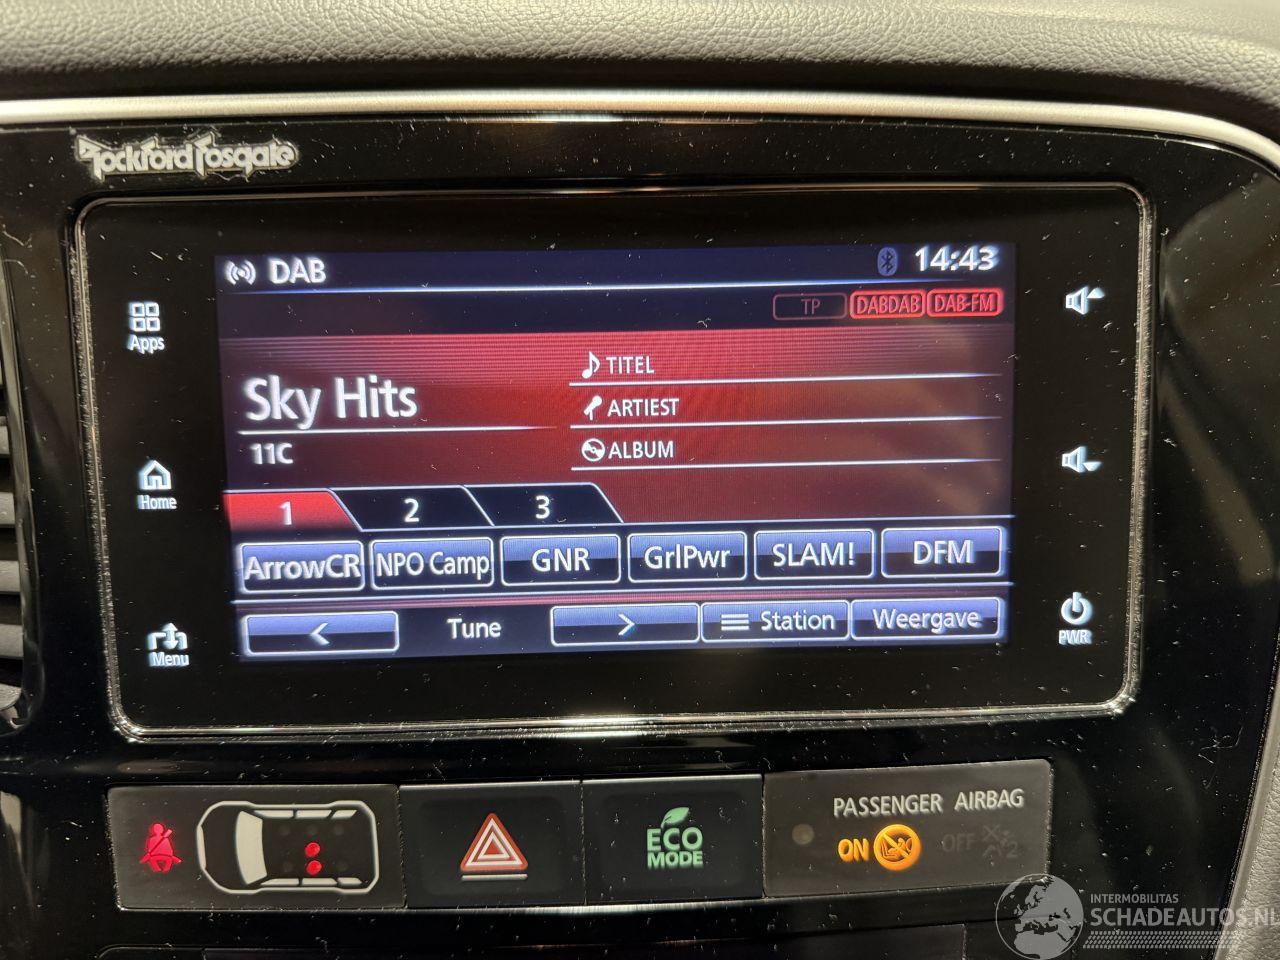 Rockford Fosgate
DAB
14:43
TP DABDAB DAB-FM
Apps
TITEL
Sky Hits
ARTIEST
11C
ALBUM
Home
1 2 3
ArrowCR NPO Camp GNR GrlPwr SLAM! DFM
< Tune > Station Weergave
Menu
PWR
PASSENGER AIRBAG
ECO
MODE
ON OFF 2
INTERMOBILITAS
SCHADEAUTOS.NL